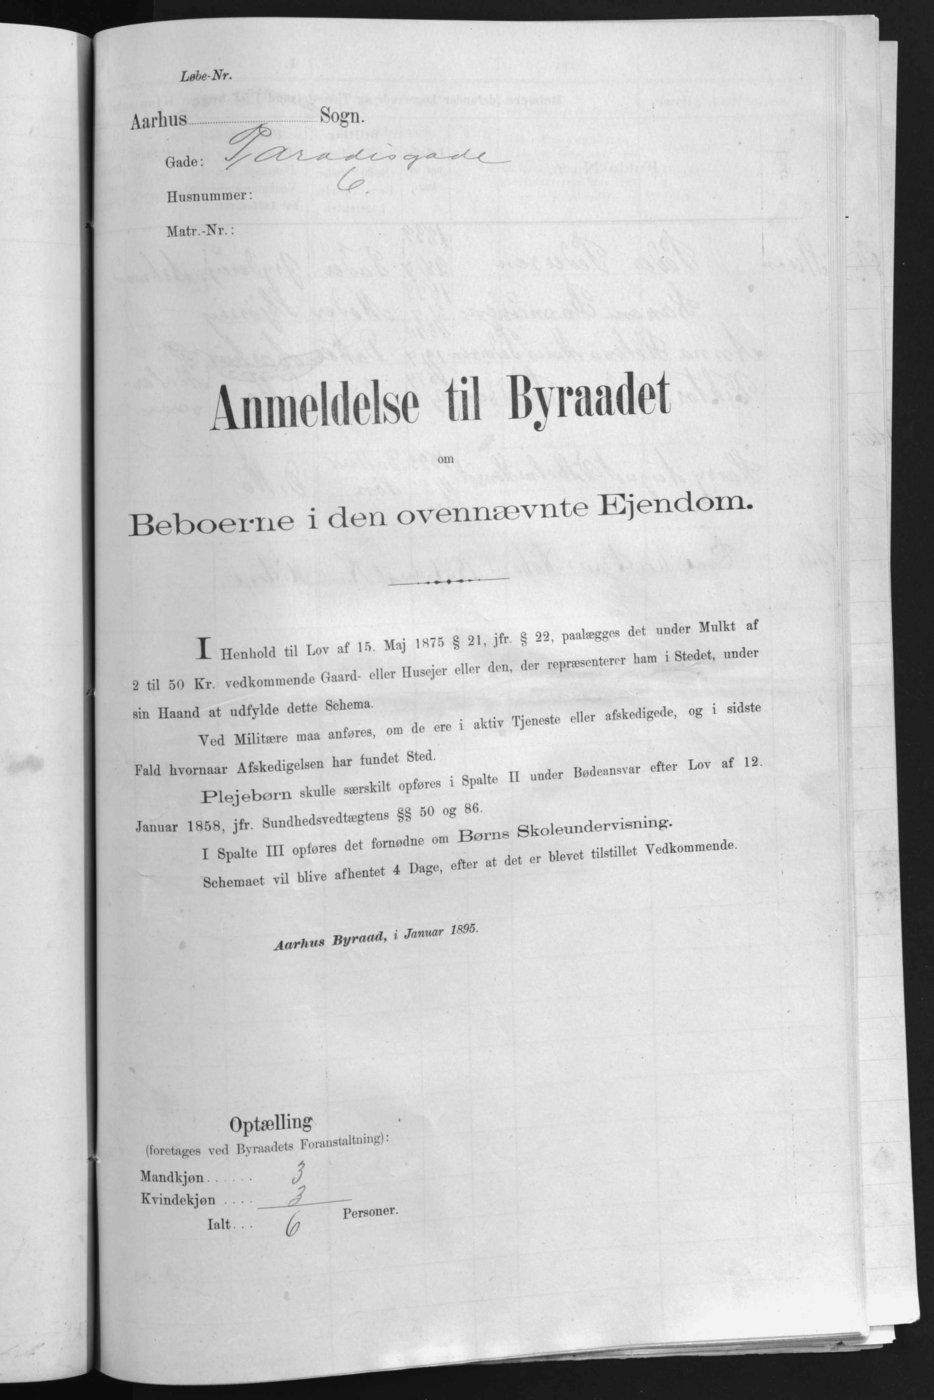 Løbe-Nr.
Aarhus Sogn.
Gade: Paradisgade
Husnummer: 6.
Matr.-Nr.:
Anmeldelse til Byraadet
om
Beboerne i den ovennævnte Ejendom.
I Henhold til Lov af 15. Maj 1875 § 21, jfr. § 22, paalægges det under Mulkt af
2 til 50 Kr. vedkommende Gaard- eller Husejer eller den, der repræsenterer ham i Stedet, under
sin Haand at udfylde dette Schema.
Ved Militære maa anføres, om de ere i aktiv Tjeneste eller afskedigede, og i sidste
Fald hvornaar Afskedigelsen har fundet Sted.
Plejebørn skulle særskilt opføres i Spalte II under Bødeansvar efter Lov af 12.
Januar 1858, jfr. Sundhedsvedtægtens §§ 50 og 86.
I Spalte III opføres det fornødne om Børns Skoleundervisning.
Schemaet vil blive afhentet 4 Dage, efter at det er blevet tilstillet Vedkommende.
Aarhus Byraad, i Januar 1895.
Optælling
(foretages ved Byraadets Foranstaltning):
Mandkjøn...... 3
Kvindekjøn .... 3
Ialt... 6 Personer.